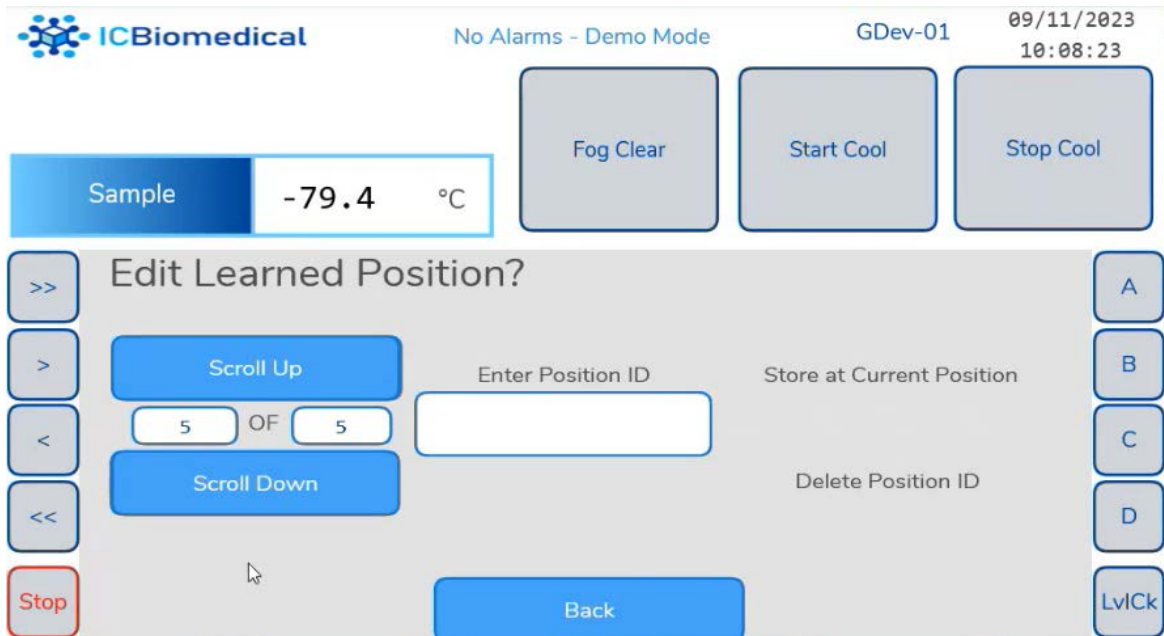 ICBiomedical
No Alarms - Demo Mode
GDev-01
09/11/2023
10:08:23
Fog Clear
Start Cool
Stop Cool
Sample
-79.4 °C
Edit Learned Position?
>>
>
<
<<
Stop
Scroll Up
5 OF 5
Scroll Down
Enter Position ID
Store at Current Position
Delete Position ID
Back
A
B
C
D
LvlCk